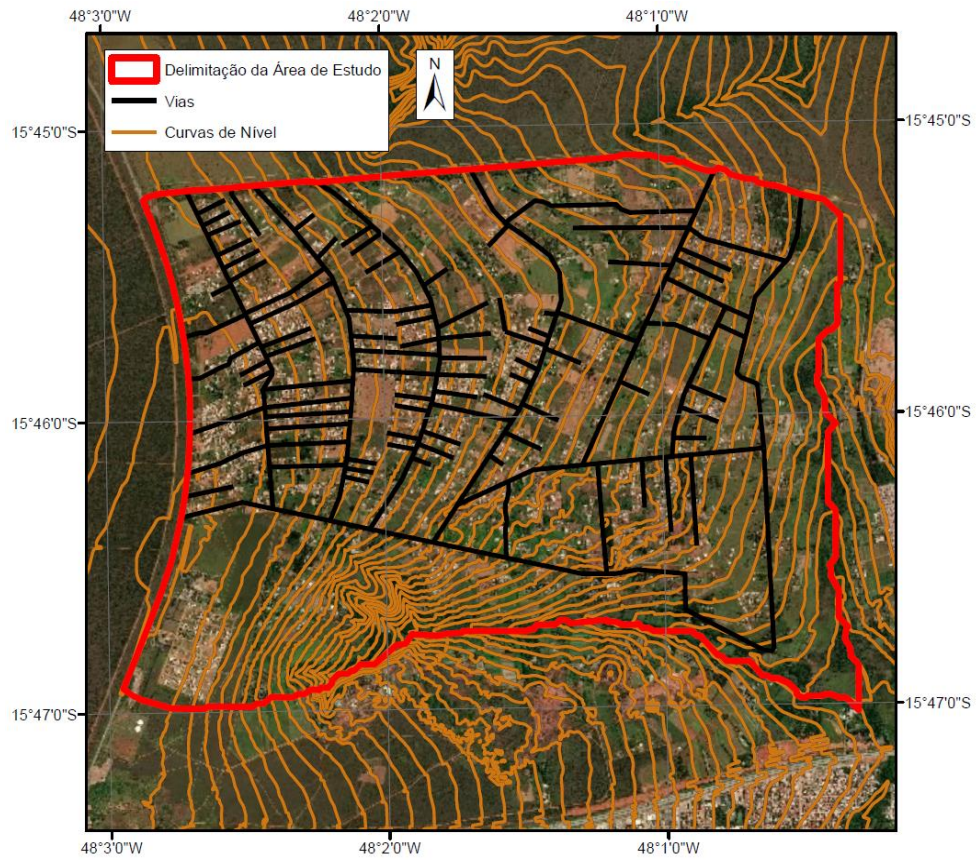 48°3'0"W 48°2'0"W 48°1'0"W
N
Delimitação da Área de Estudo
Vias
Curvas de Nível
15°45'0"S 15°45'0"S
15°46'0"S 15°46'0"S
15°47'0"S 15°47'0"S
48°3'0"W 48°2'0"W 48°1'0"W